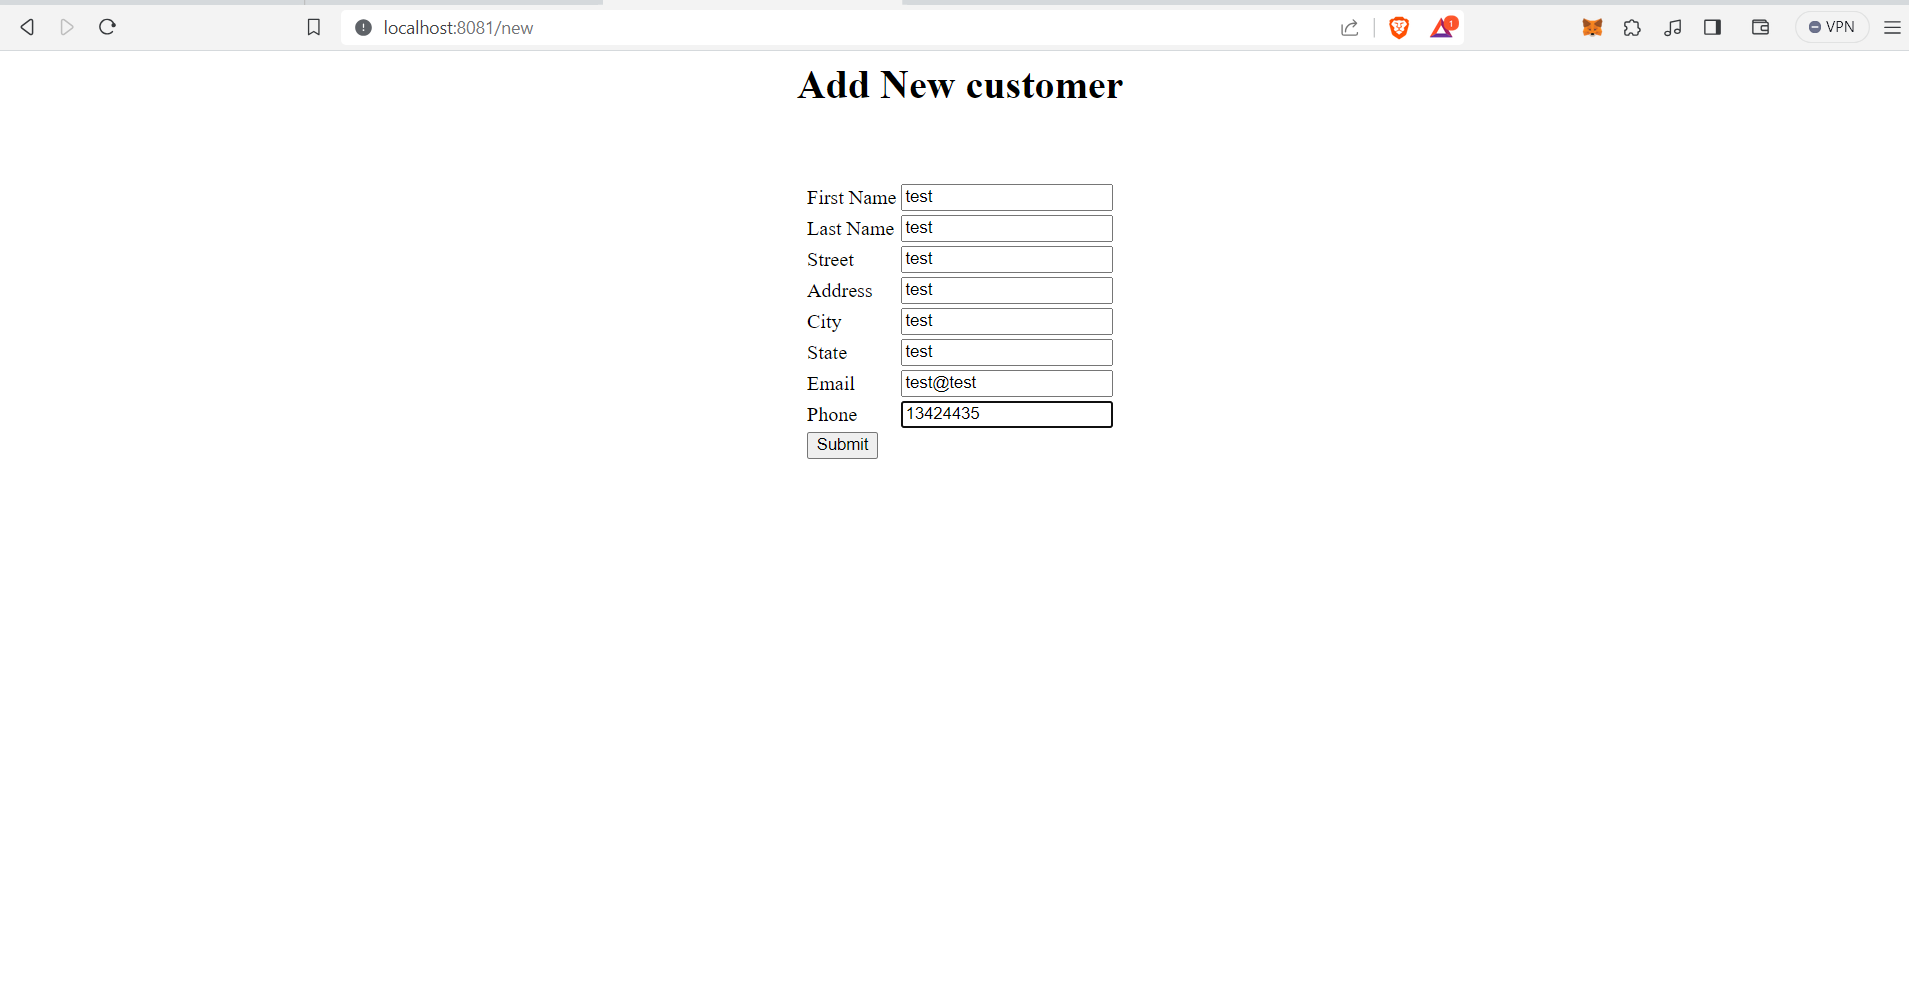 localhost:8081/new
1
VPN
Add New customer
First Name test
Last Name test
Street test
Address test
City test
State test
Email test@test
Phone 13424435
Submit